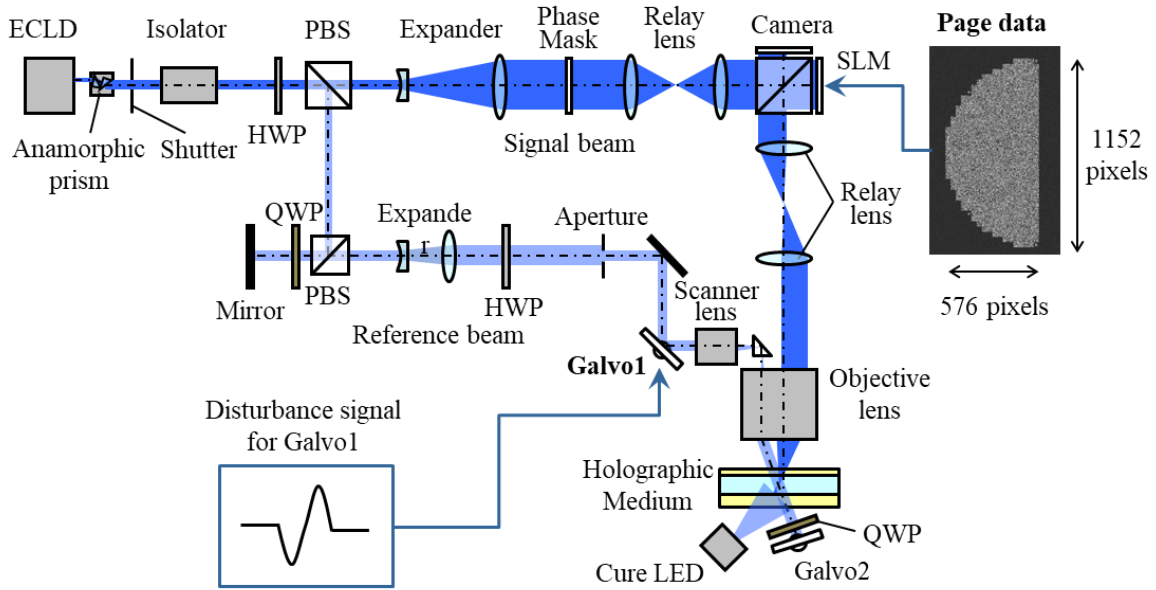 ECLD
Isolator
PBS
Expander
Phase
Mask
Relay
lens
Camera
Page data
SLM
HWP
Shutter
Anamorphic
prism
Signal beam
1152
pixels
Relay
lens
QWP
Expande
r
Aperture
Mirror
PBS
HWP
Scanner
lens
576 pixels
Reference beam
Galvo1
Objective
lens
Disturbance signal
for Galvo1
Holographic
Medium
QWP
Cure LED
Galvo2